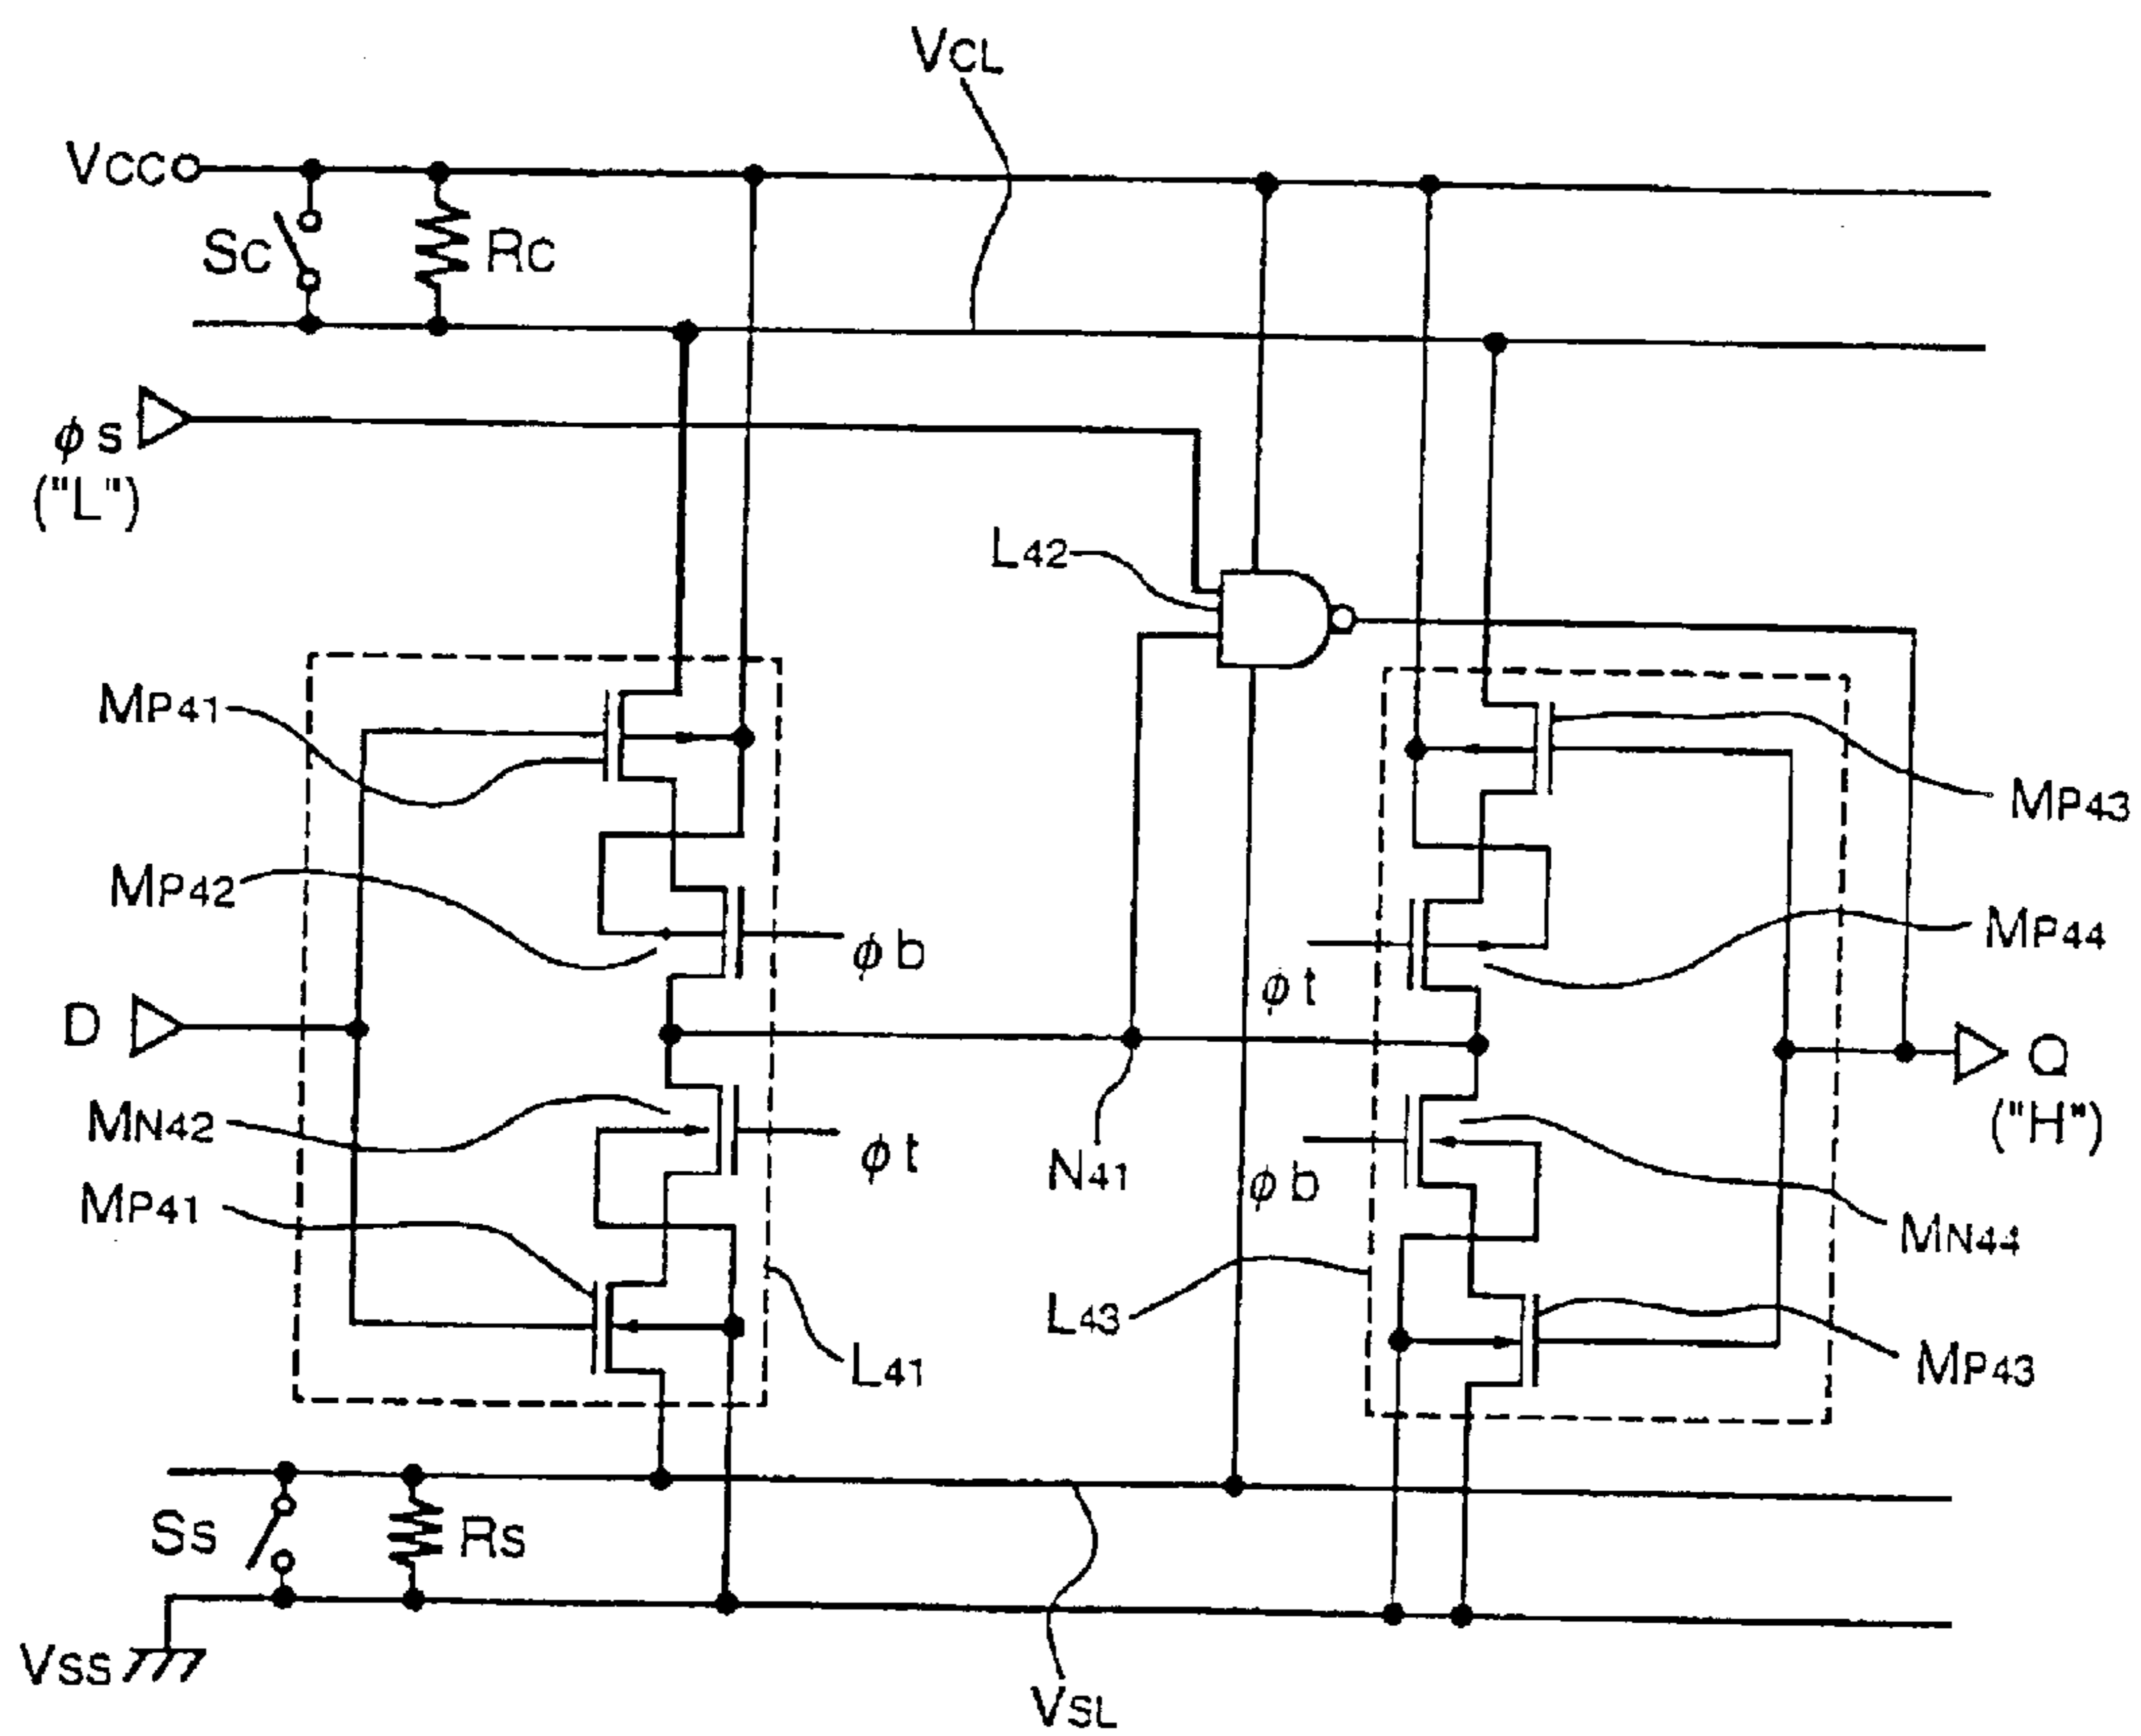 VCL
VCC
SC
RC
φs
("L")
L42
MP41
MP43
MP42
φb
MP44
φt
D
Q
("H")
MN42
φt
N41
φb
MP41
MN44
L43
L41
MP43
SS
RS
VSS
VSL